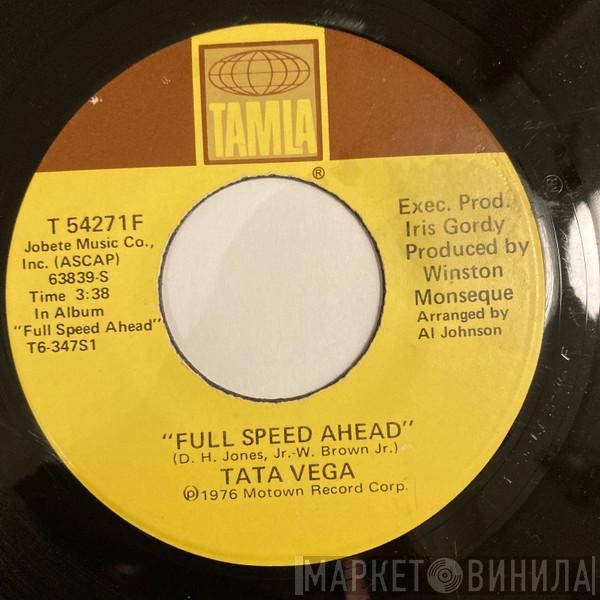 TAMLA
®
T 54271F
Jobete Music Co.,
Inc. (ASCAP)
63839-S
Time 3:38
In Album
"Full Speed Ahead"
T6-347S1
Exec. Prod.
Iris Gordy
Produced by
Winston
Monseque
Arranged by
Al Johnson
"FULL SPEED AHEAD"
(D. H. Jones, Jr.-W. Brown Jr.)
TATA VEGA
℗1976 Motown Record Corp.
МАРКЕТ ВИНИЛА